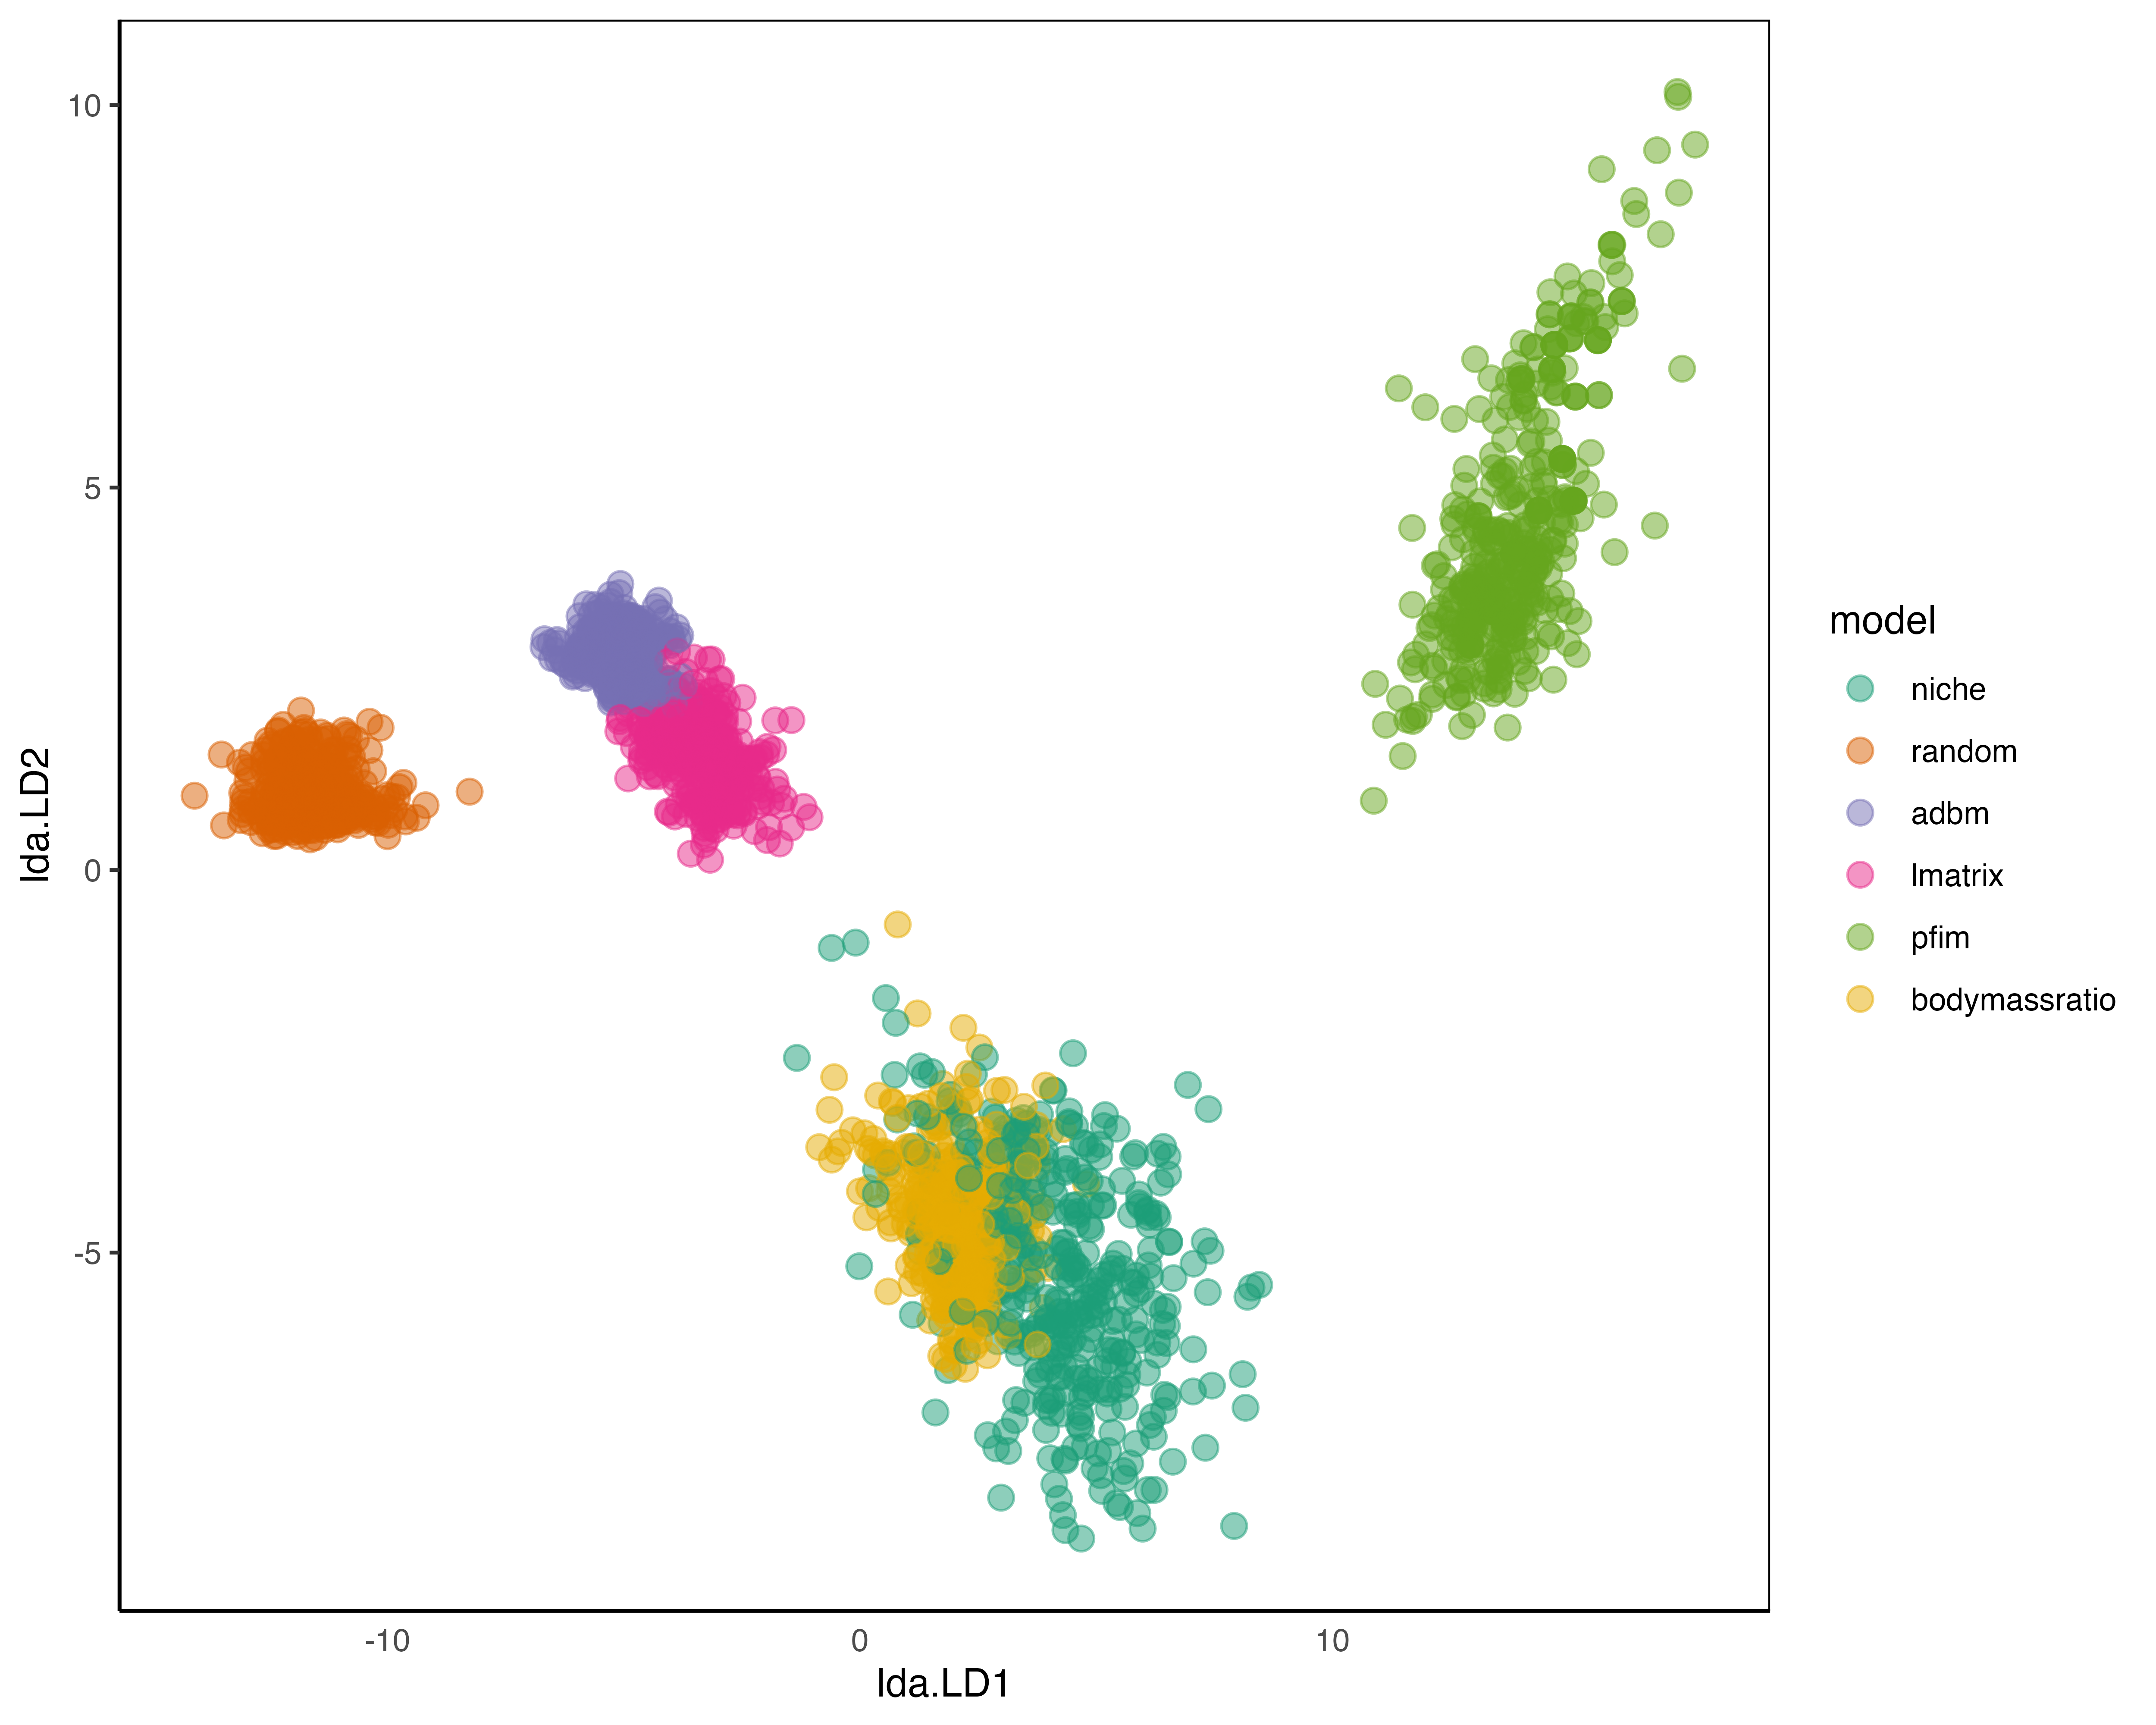 10
5
0
-5
lda.LD2
-10
0
10
lda.LD1
model
niche
random
adbm
lmatrix
pfim
bodymassratio